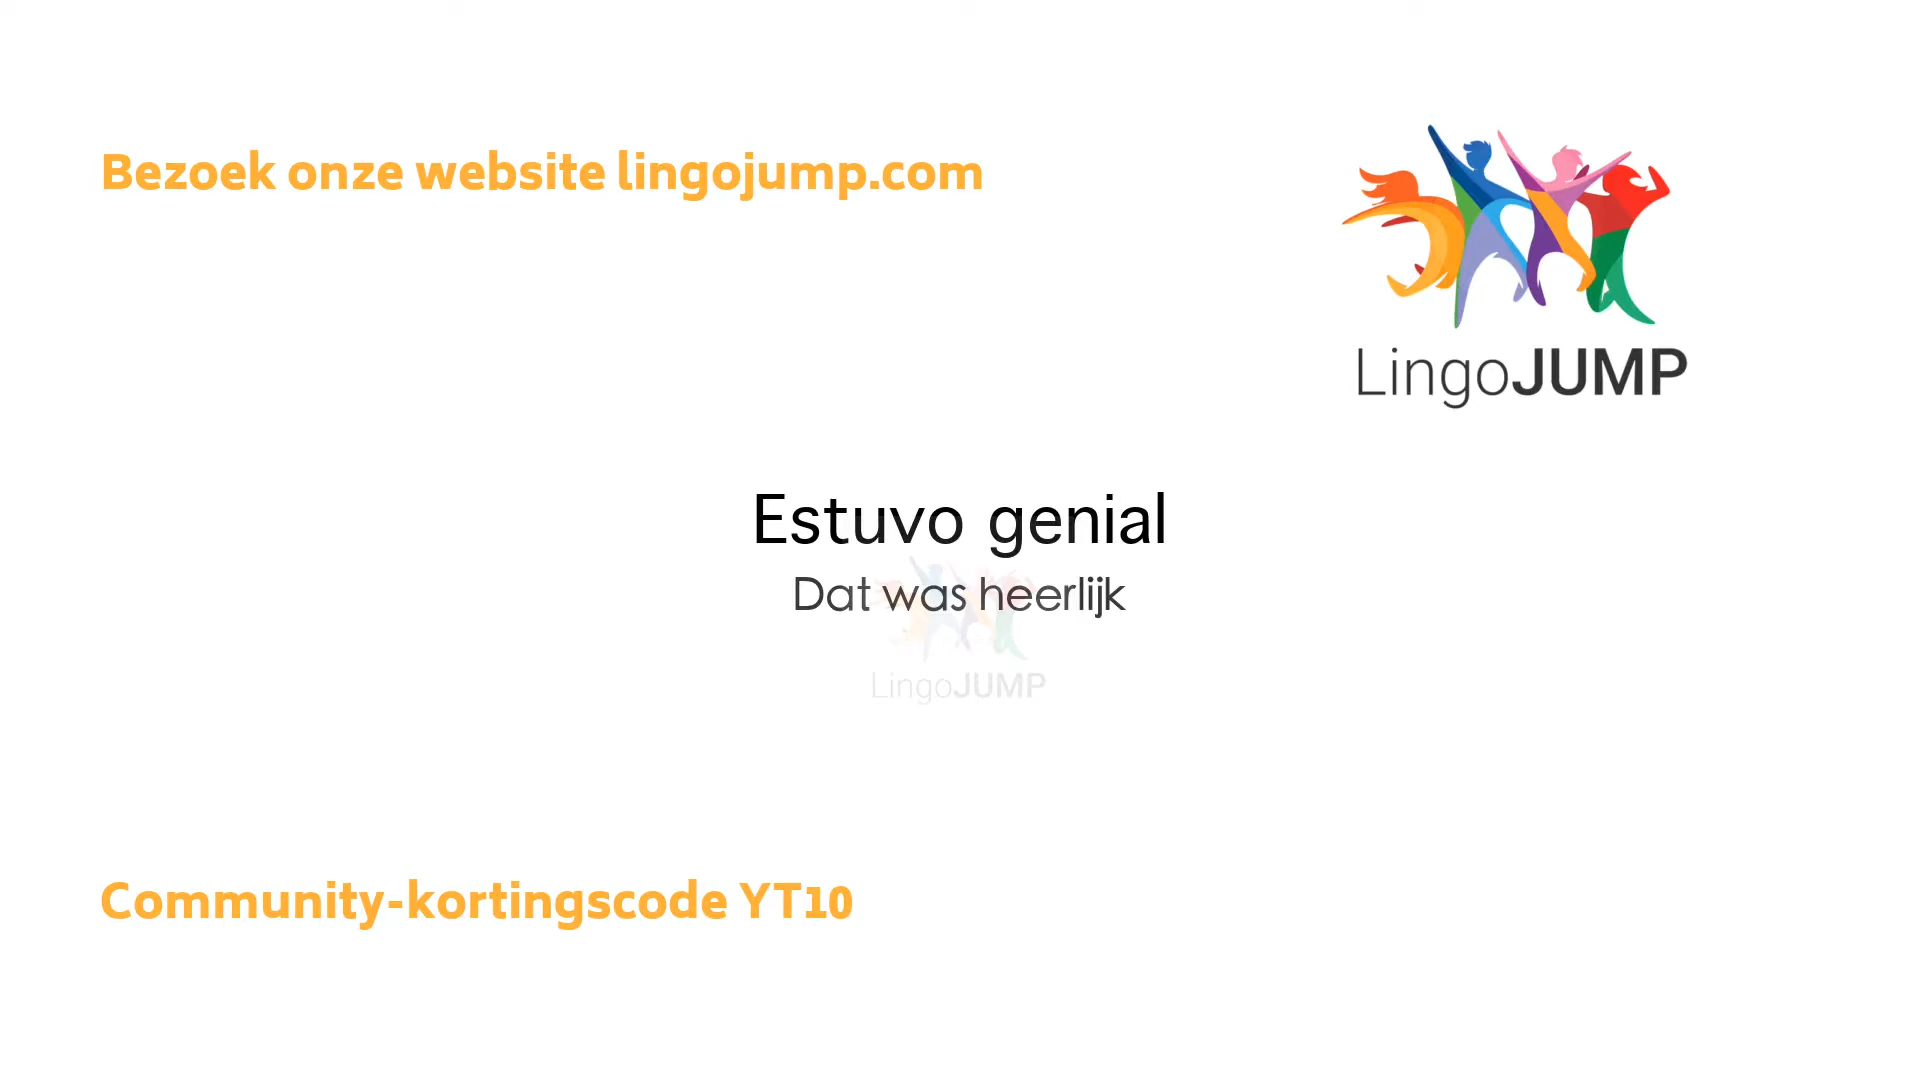 Bezoek onze website lingojump.com
LingoJUMP
Estuvo genial
Dat was heerlijk
LingoJUMP
Community-kortingscode YT10